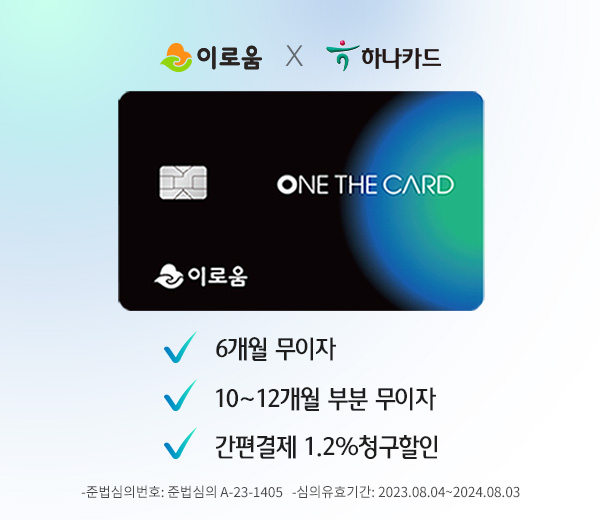 이로움 X 하나카드
ONE THE CARD
이로움
6개월 무이자
10~12개월 부분 무이자
간편결제 1.2%청구할인
-준법심의번호: 준법심의 A-23-1405 -심의유효기간: 2023.08.04~2024.08.03